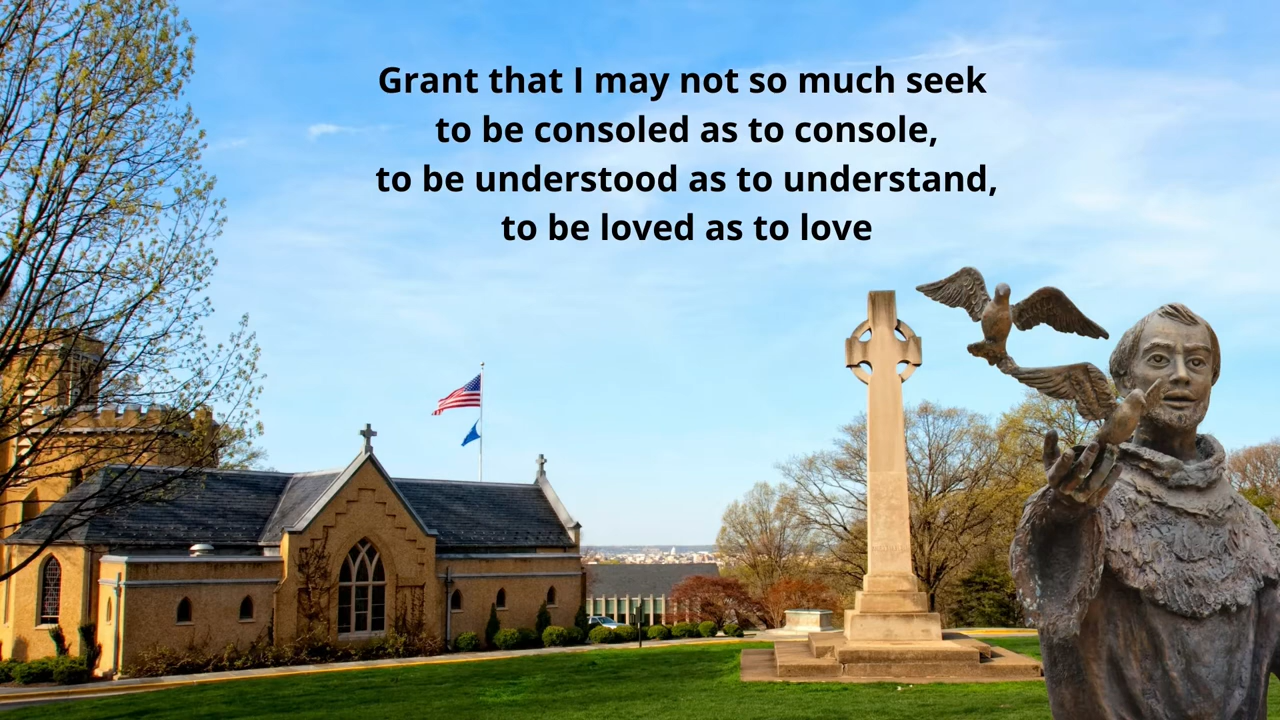 Grant that I may not so much seek
to be consoled as to console,
to be understood as to understand,
to be loved as to love